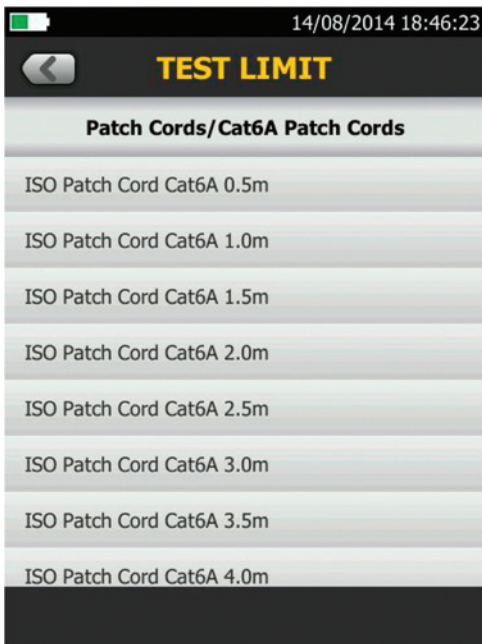 14/08/2014 18:46:23
TEST LIMIT
Patch Cords/Cat6A Patch Cords
ISO Patch Cord Cat6A 0.5m
ISO Patch Cord Cat6A 1.0m
ISO Patch Cord Cat6A 1.5m
ISO Patch Cord Cat6A 2.0m
ISO Patch Cord Cat6A 2.5m
ISO Patch Cord Cat6A 3.0m
ISO Patch Cord Cat6A 3.5m
ISO Patch Cord Cat6A 4.0m